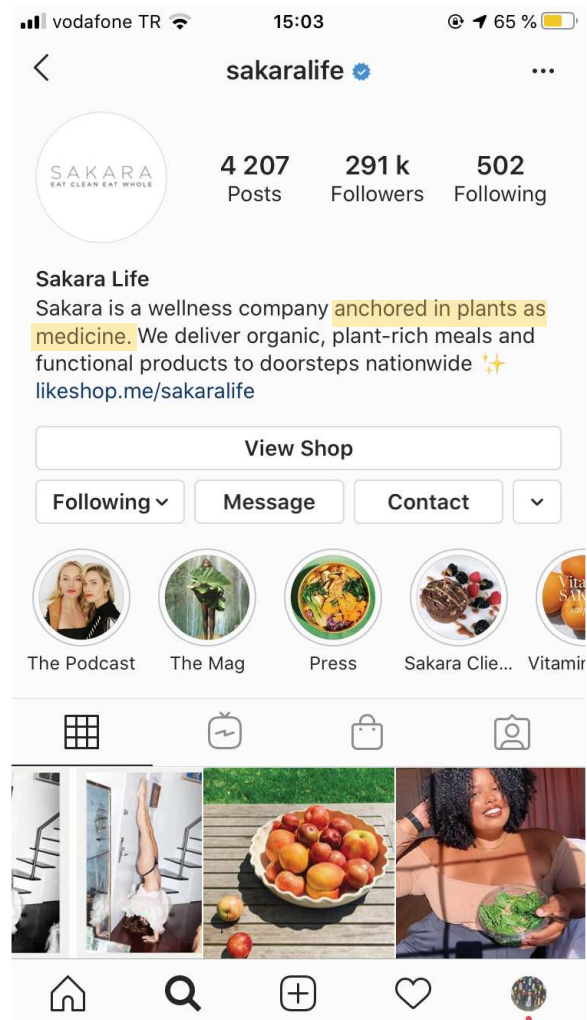 vodafone TR 15:03 65 %
sakaralife
SAKARA
EAT CLEAN EAT WHOLE
4 207 291 k 502
Posts Followers Following
Sakara Life
Sakara is a wellness company anchored in plants as
medicine. We deliver organic, plant-rich meals and
functional products to doorsteps nationwide ✨
likeshop.me/sakaralife
View Shop
Following Message Contact
Vita
SAK
The Podcast The Mag Press Sakara Clie... Vitamin